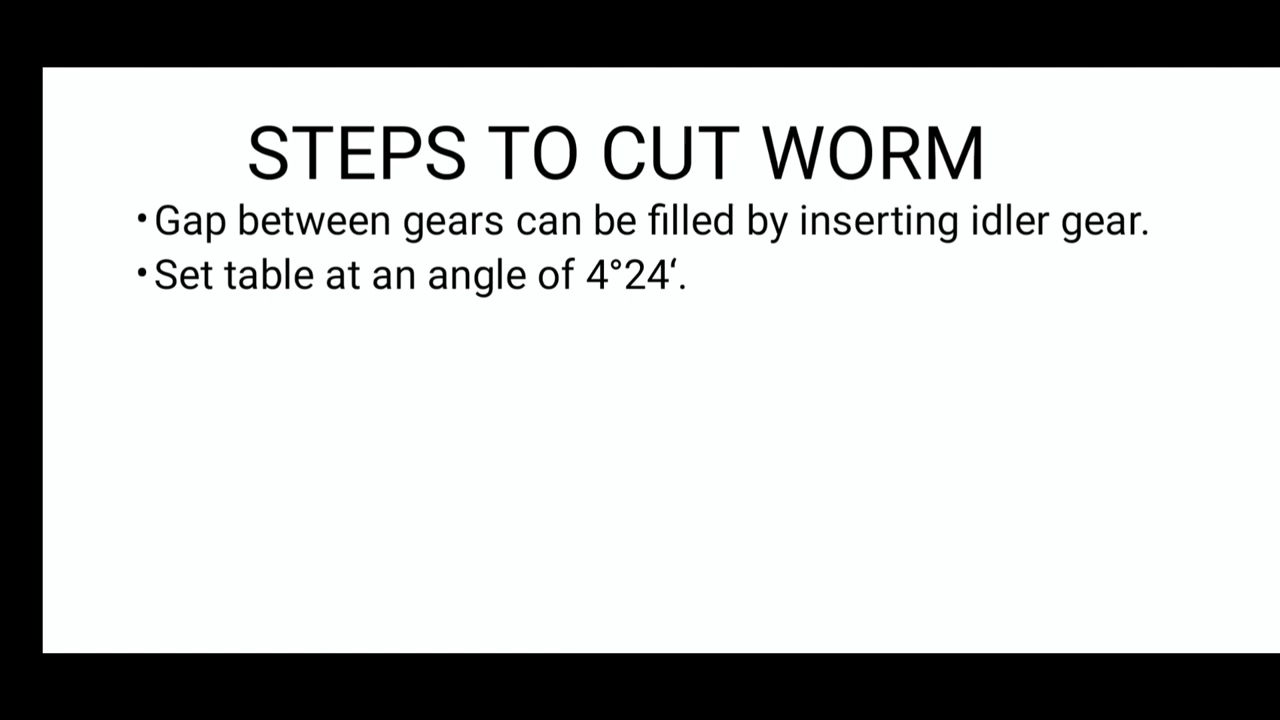 STEPS TO CUT WORM
•Gap between gears can be filled by inserting idler gear.
•Set table at an angle of 4°24‘.